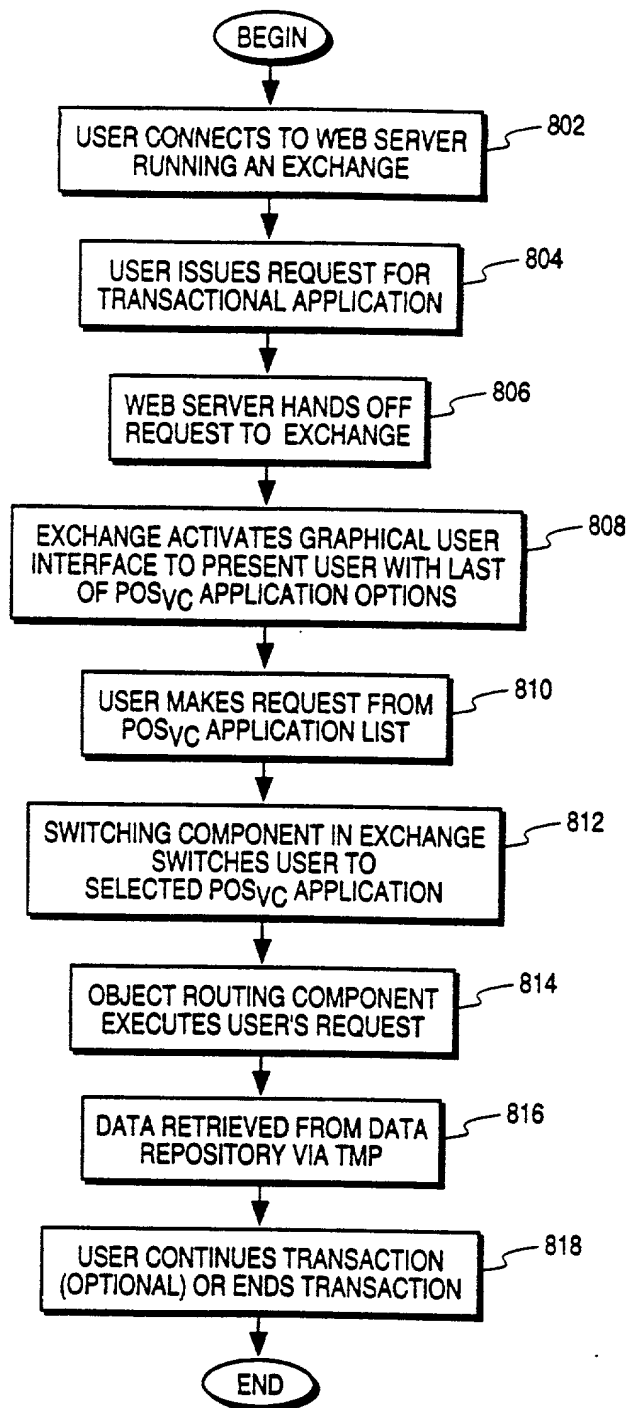 BEGIN
USER CONNECTS TO WEB SERVER
RUNNING AN EXCHANGE
802
USER ISSUES REQUEST FOR
TRANSACTIONAL APPLICATION
804
WEB SERVER HANDS OFF
REQUEST TO EXCHANGE
806
EXCHANGE ACTIVATES GRAPHICAL USER
INTERFACE TO PRESENT USER WITH LAST
OF POSVC APPLICATION OPTIONS
808
USER MAKES REQUEST FROM
POSVC APPLICATION LIST
810
SWITCHING COMPONENT IN EXCHANGE
SWITCHES USER TO
SELECTED POSVC APPLICATION
812
OBJECT ROUTING COMPONENT
EXECUTES USER'S REQUEST
814
DATA RETRIEVED FROM DATA
REPOSITORY VIA TMP
816
USER CONTINUES TRANSACTION
(OPTIONAL) OR ENDS TRANSACTION
818
END